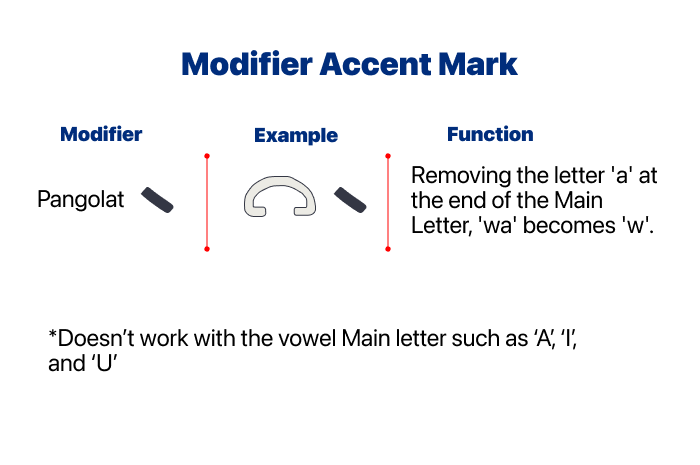 Modifier Accent Mark
Modifier
Example
Function
Pangolat
Removing the letter 'a' at
the end of the Main
Letter, 'wa' becomes 'w'.
*Doesn’t work with the vowel Main letter such as ‘A’, ‘I’,
and ‘U’